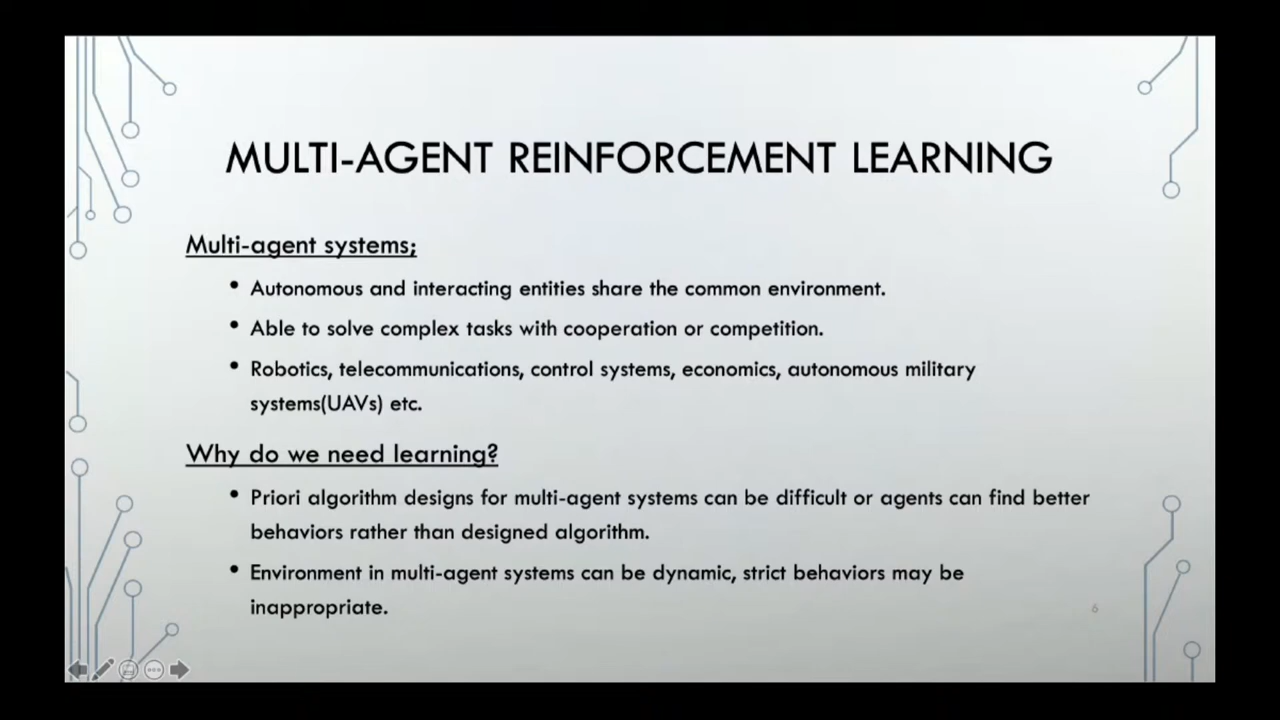 MULTI-AGENT REINFORCEMENT LEARNING
Multi-agent systems;
• Autonomous and interacting entities share the common environment.
• Able to solve complex tasks with cooperation or competition.
• Robotics, telecommunications, control systems, economics, autonomous military
systems(UAVs) etc.
Why do we need learning?
• Priori algorithm designs for multi-agent systems can be difficult or agents can find better
behaviors rather than designed algorithm.
• Environment in multi-agent systems can be dynamic, strict behaviors may be
inappropriate.
6